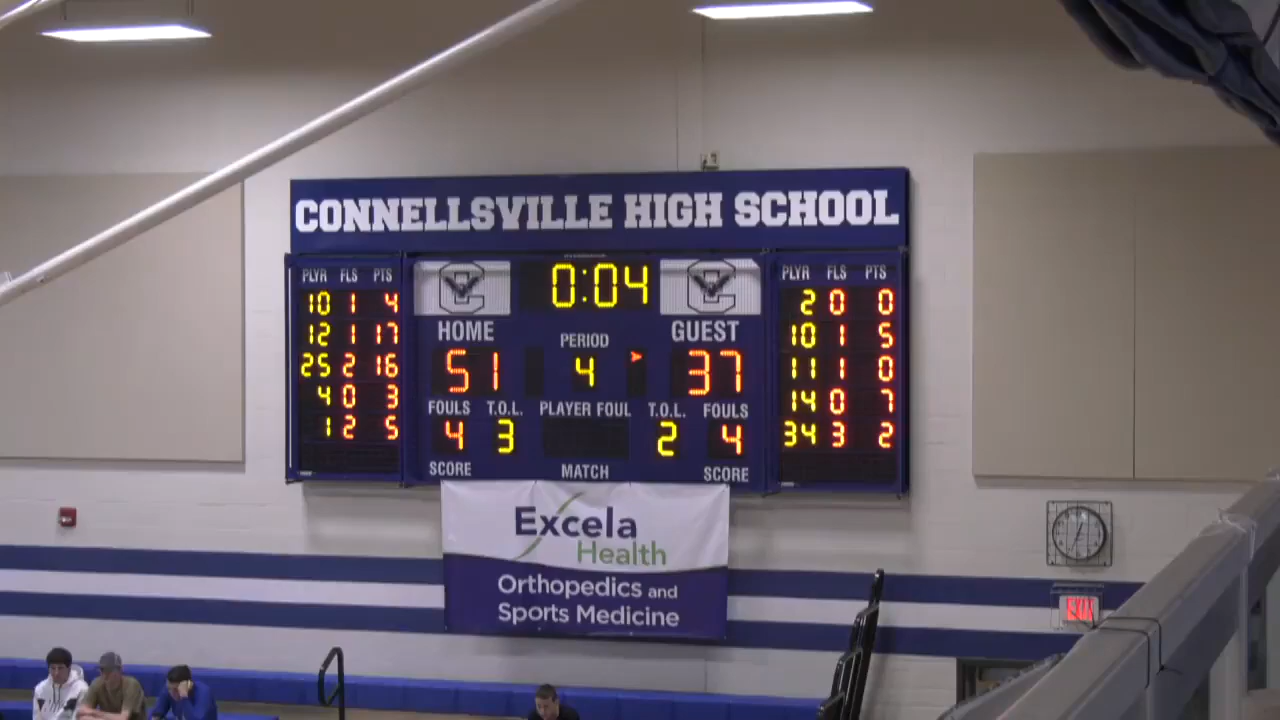 CONNELLSVILLE HIGH SCHOOL
PLYR FLS PTS
10 1 4
12 1 17
25 2 16
4 0 3
1 2 5
0:04
HOME
PERIOD
GUEST
51
4
37
FOULS T.O.L. PLAYER FOUL T.O.L. FOULS
4 3 2 4
SCORE
MATCH
SCORE
PLYR FLS PTS
2 0 0
10 1 5
11 1 0
14 0 7
34 3 2
Excela
Health
Orthopedics and
Sports Medicine
EXIT